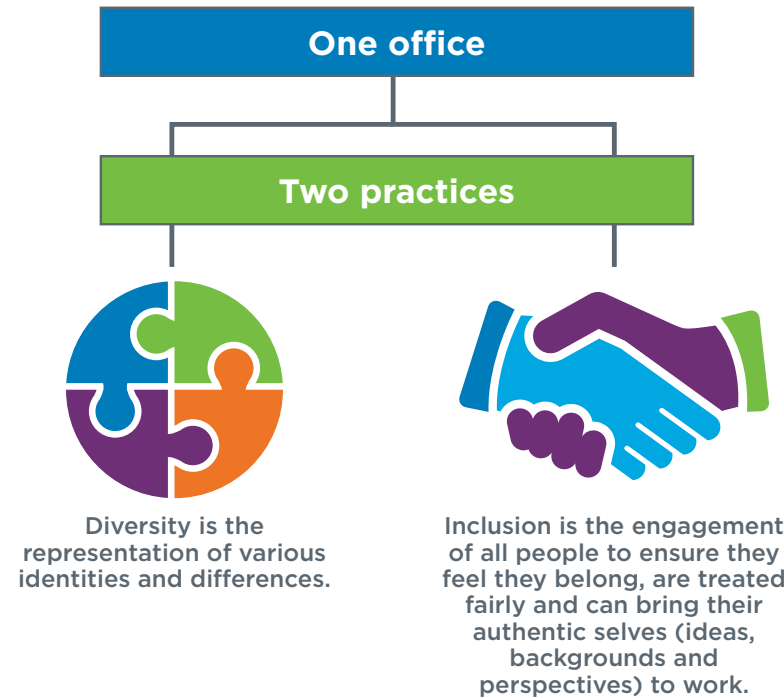 One office
Two practices
Diversity is the
representation of various
identities and differences.
Inclusion is the engagement
of all people to ensure they
feel they belong, are treated
fairly and can bring their
authentic selves (ideas,
backgrounds and
perspectives) to work.